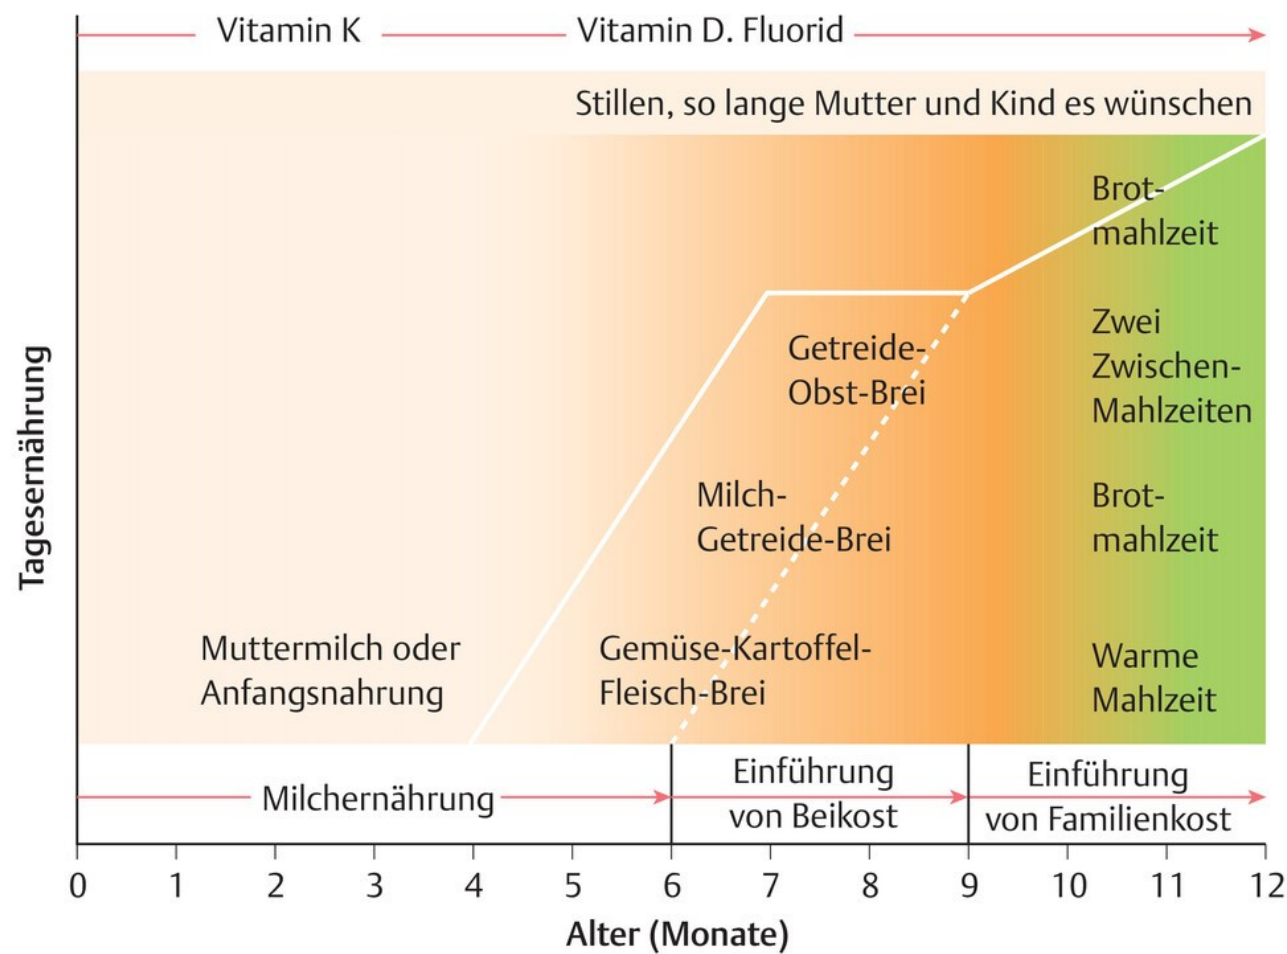 Vitamin K Vitamin D. Fluorid
Stillen, so lange Mutter und Kind es wünschen
Brot-
mahlzeit
Zwei
Zwischen-
Mahlzeiten
Getreide-
Obst-Brei
Milch-
Getreide-Brei
Brot-
mahlzeit
Muttermilch oder
Anfangsnahrung
Gemüse-Kartoffel-
Fleisch-Brei
Warme
Mahlzeit
Tagesernährung
Milchernährung
Einführung
von Beikost
Einführung
von Familienkost
0 1 2 3 4 5 6 7 8 9 10 11 12
Alter (Monate)